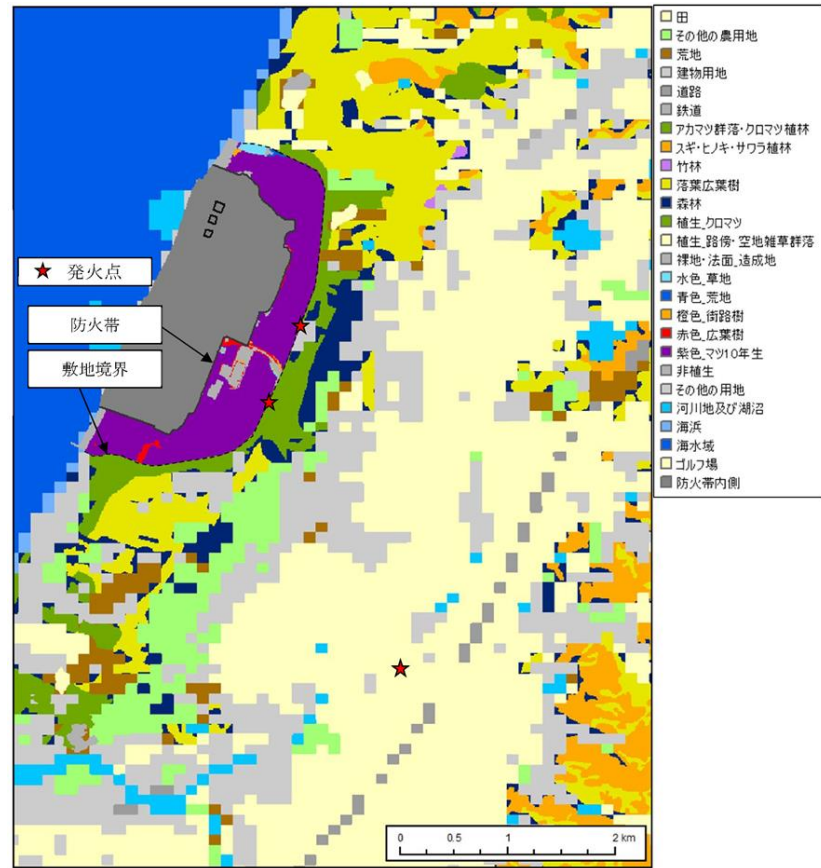 発火点
防火帯
敷地境界
田
その他の農用地
荒地
建物用地
道路
鉄道
アカマツ群落・クロマツ植林
スギ・ヒノキ・サワラ植林
竹林
落葉広葉樹
森林
植生_クロマツ
植生_路傍・空地雑草群落
裸地・法面_造成地
水色_草地
青色_荒地
橙色_街路樹
赤色_広葉樹
紫色_マツ10年生
非植生
その他の用地
河川地及び湖沼
海浜
海水域
ゴルフ場
防火帯内側
0 0.5 1 2 km